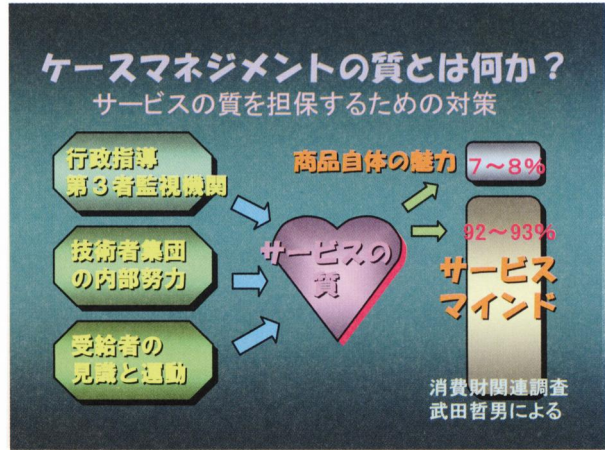 ケースマネジメントの質とは何か？
サービスの質を担保するための対策
行政指導
第３者監視機関
技術者集団
の内部努力
受給者の
見識と運動
サービスの
質
商品自体の魅力
7～8%
92～93%
サービス
マインド
消費財関連調査
武田哲男による